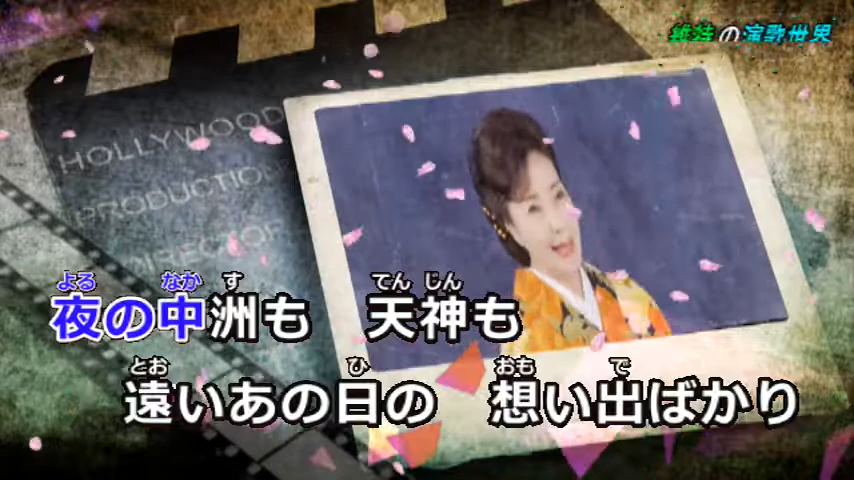 の演歌世界
HOLLYWOOD
PRODUCTION
DIRECTOR
よる なか す てん じん
夜の中洲も 天神も
とお ひ おも で
遠いあの日の 想い出ばかり